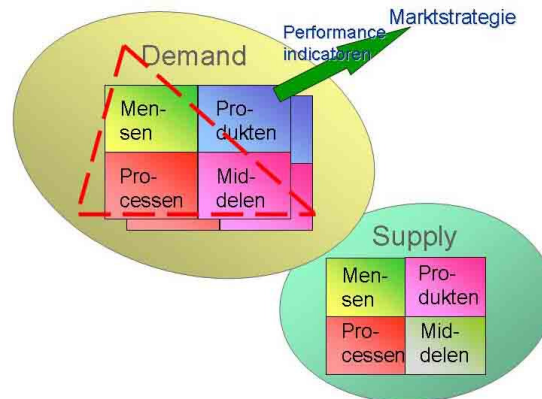 Marktstrategie
Performance
indicatoren
Demand
Men-
sen
Pro-
dukten
Pro-
cessen
Mid-
delen
Supply
Men-
sen
Pro-
dukten
Pro-
cessen
Mid-
delen